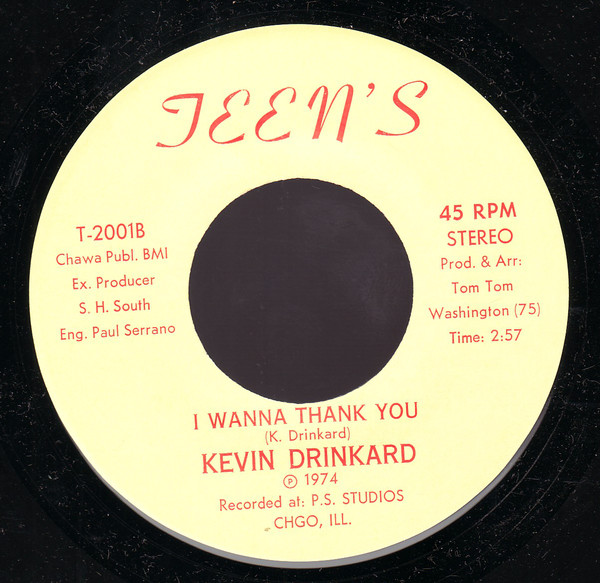 TEEN'S
T-2001B
Chawa Publ. BMI
Ex. Producer
S. H. South
Eng. Paul Serrano
45 RPM
STEREO
Prod. & Arr:
Tom Tom
Washington (75)
Time: 2:57
I WANNA THANK YOU
(K. Drinkard)
KEVIN DRINKARD
℗ 1974
Recorded at: P.S. STUDIOS
CHGO, ILL.